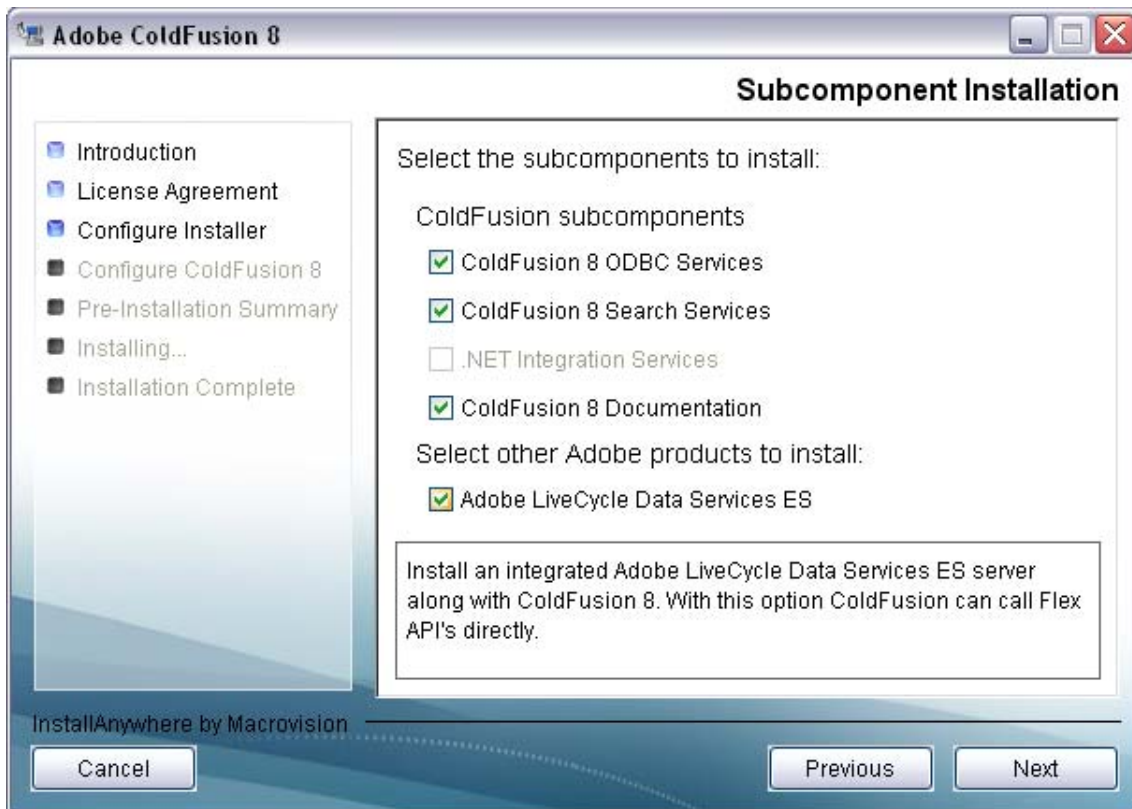 Adobe ColdFusion 8
Subcomponent Installation
Introduction
License Agreement
Configure Installer
Configure ColdFusion 8
Pre-Installation Summary
Installing...
Installation Complete
Select the subcomponents to install:
ColdFusion subcomponents
ColdFusion 8 ODBC Services
ColdFusion 8 Search Services
.NET Integration Services
ColdFusion 8 Documentation
Select other Adobe products to install:
Adobe LiveCycle Data Services ES
Install an integrated Adobe LiveCycle Data Services ES server
along with ColdFusion 8. With this option ColdFusion can call Flex
API's directly.
InstallAnywhere by Macrovision
Cancel
Previous
Next